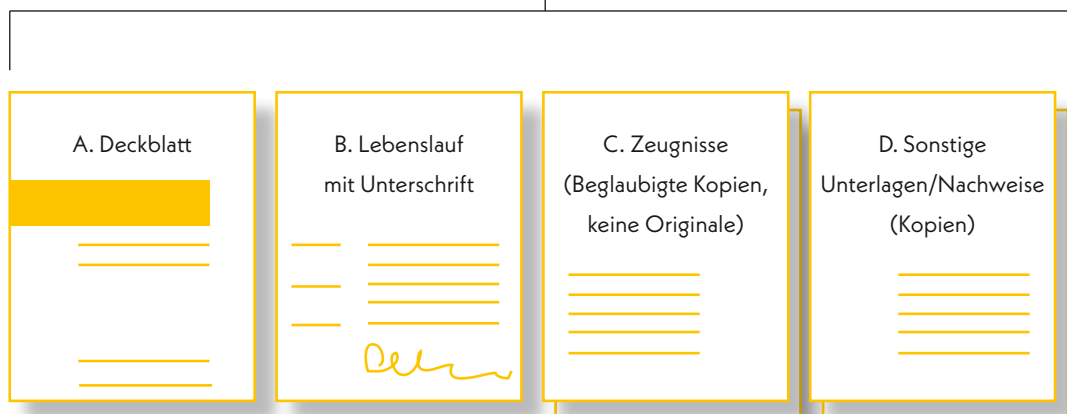 A. Deckblatt
B. Lebenslauf
mit Unterschrift
C. Zeugnisse
(Beglaubigte Kopien,
keine Originale)
D. Sonstige
Unterlagen/Nachweise
(Kopien)